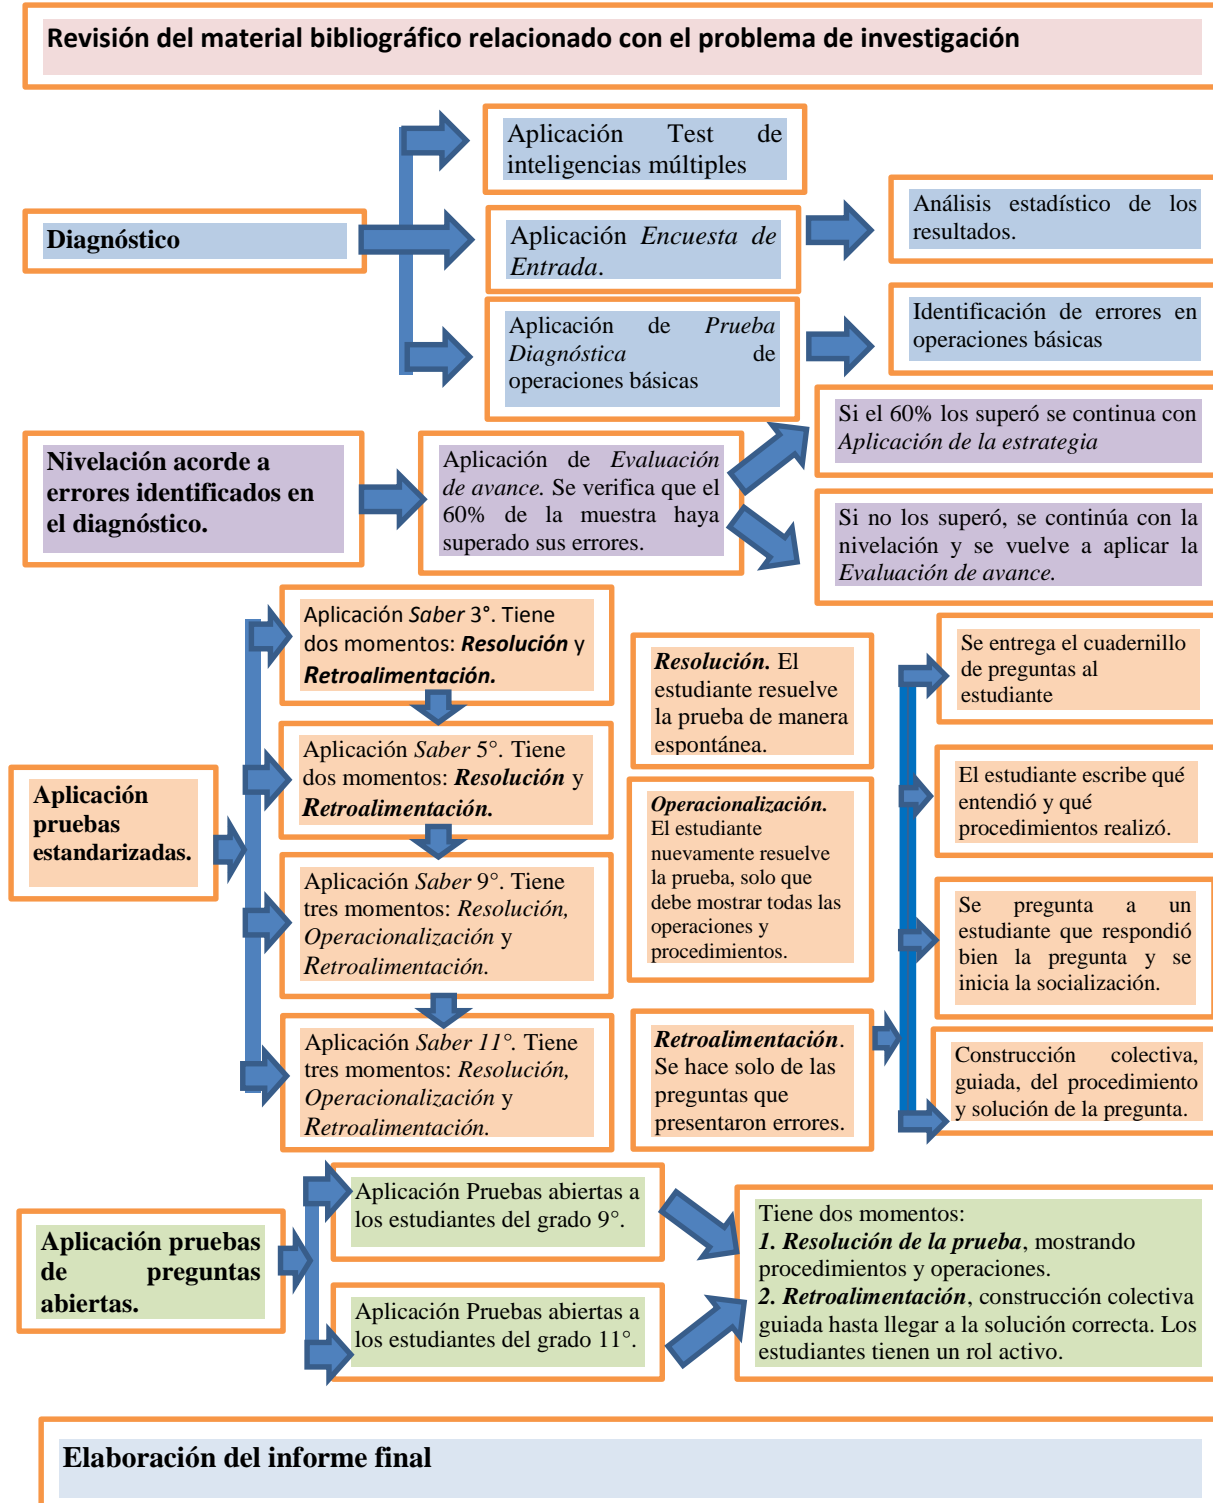 Revisión del material bibliográfico relacionado con el problema de investigación
Diagnóstico
Aplicación Test de
inteligencias múltiples
Aplicación Encuesta de
Entrada.
Análisis estadístico de los
resultados.
Aplicación de Prueba
Diagnóstica de
operaciones básicas
Identificación de errores en
operaciones básicas
Nivelación acorde a
errores identificados en
el diagnóstico.
Aplicación de Evaluación
de avance. Se verifica que el
60% de la muestra haya
superado sus errores.
Si el 60% los superó se continua con
Aplicación de la estrategia
Si no los superó, se continúa con la
nivelación y se vuelve a aplicar la
Evaluación de avance.
Aplicación
pruebas
estandarizadas.
Aplicación Saber 3°. Tiene
dos momentos: Resolución y
Retroalimentación.
Aplicación Saber 5°. Tiene
dos momentos: Resolución y
Retroalimentación.
Aplicación Saber 9°. Tiene
tres momentos: Resolución,
Operacionalización y
Retroalimentación.
Aplicación Saber 11°. Tiene
tres momentos: Resolución,
Operacionalización y
Retroalimentación.
Resolución. El
estudiante resuelve
la prueba de manera
espontánea.
Operacionalización.
El estudiante
nuevamente resuelve
la prueba, solo que
debe mostrar todas las
operaciones y
procedimientos.
Retroalimentación.
Se hace solo de las
preguntas que
presentaron errores.
Se entrega el cuadernillo
de preguntas al
estudiante
El estudiante escribe qué
entendió y qué
procedimientos realizó.
Se pregunta a un
estudiante que respondió
bien la pregunta y se
inicia la socialización.
Construcción colectiva,
guiada, del procedimiento
y solución de la pregunta.
Aplicación pruebas
de preguntas
abiertas.
Aplicación Pruebas abiertas a
los estudiantes del grado 9°.
Aplicación Pruebas abiertas a
los estudiantes del grado 11°.
Tiene dos momentos:
1. Resolución de la prueba, mostrando
procedimientos y operaciones.
2. Retroalimentación, construcción colectiva
guiada hasta llegar a la solución correcta. Los
estudiantes tienen un rol activo.
Elaboración del informe final